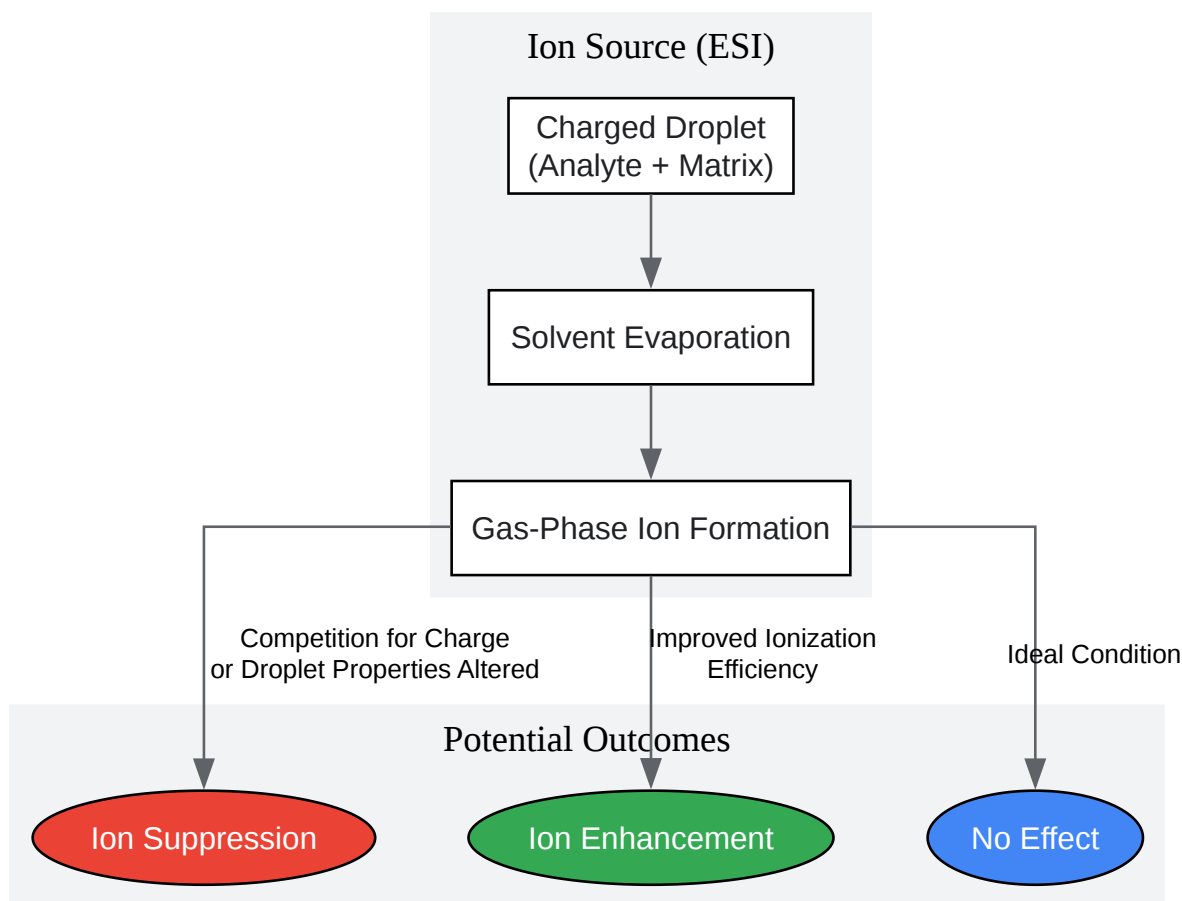 Ion Source (ESI)
Charged Droplet
(Analyte + Matrix)
Solvent Evaporation
Gas-Phase Ion Formation
Competition for Charge
or Droplet Properties Altered
Improved Ionization
Efficiency
Ideal Condition
Potential Outcomes
Ion Suppression
Ion Enhancement
No Effect